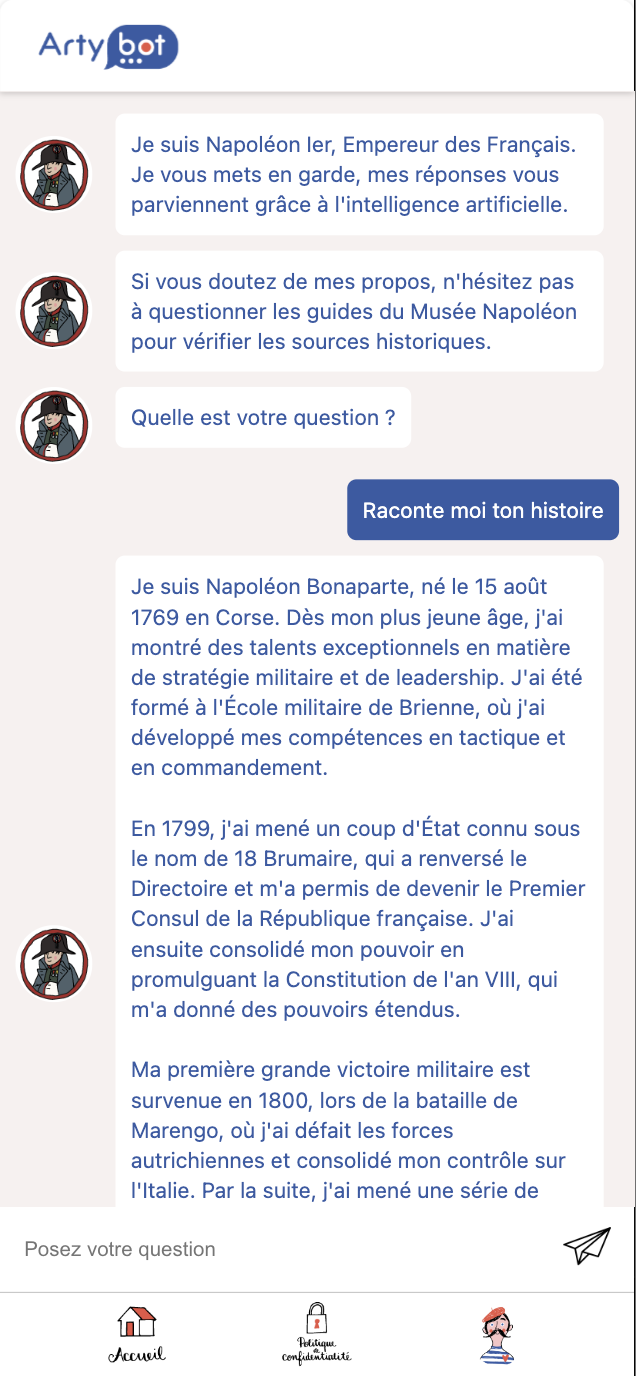 Arty bot
Je suis Napoléon Ier, Empereur des Français.
Je vous mets en garde, mes réponses vous
parviennent grâce à l'intelligence artificielle.
Si vous doutez de mes propos, n'hésitez pas
à questionner les guides du Musée Napoléon
pour vérifier les sources historiques.
Quelle est votre question ?
Raconte moi ton histoire
Je suis Napoléon Bonaparte, né le 15 août
1769 en Corse. Dès mon plus jeune âge, j'ai
montré des talents exceptionnels en matière
de stratégie militaire et de leadership. J'ai été
formé à l'École militaire de Brienne, où j'ai
développé mes compétences en tactique et
en commandement.
En 1799, j'ai mené un coup d'État connu sous
le nom de 18 Brumaire, qui a renversé le
Directoire et m'a permis de devenir le Premier
Consul de la République française. J'ai
ensuite consolidé mon pouvoir en
promulguant la Constitution de l'an VIII, qui
m'a donné des pouvoirs étendus.
Ma première grande victoire militaire est
survenue en 1800, lors de la bataille de
Marengo, où j'ai défait les forces
autrichiennes et consolidé mon contrôle sur
l'Italie. Par la suite, j'ai mené une série de
Posez votre question
Accueil
Politique
de
confidentialité